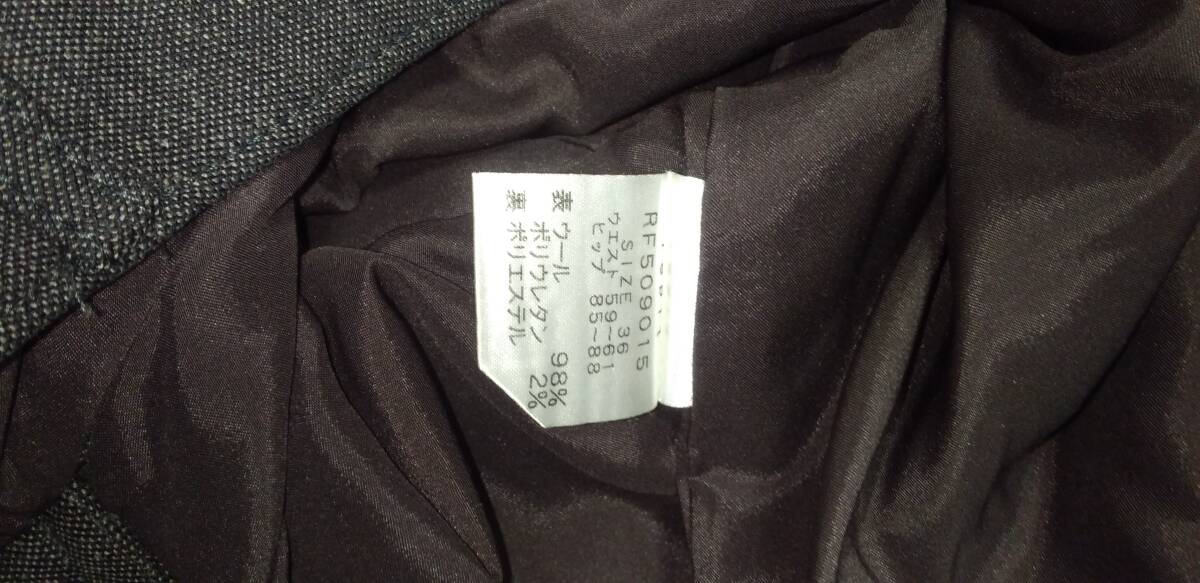 RF509015
SIZE 36
ウエスト 59~61
ヒップ 85~88
表 ウール 98%
ポリウレタン 2%
裏 ポリエステル